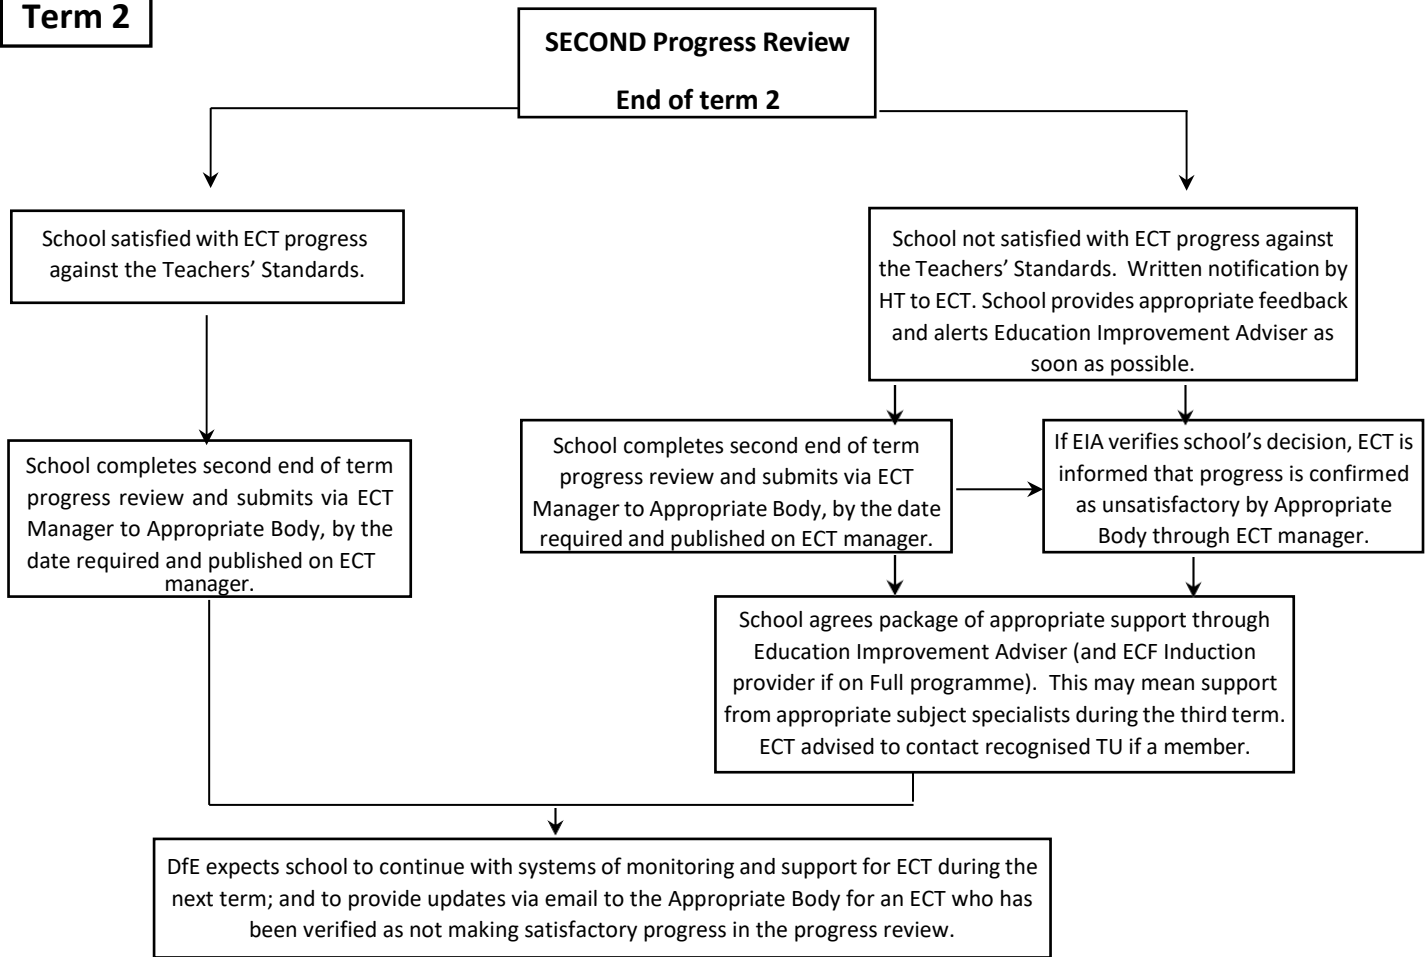 Term 2
SECOND Progress Review
End of term 2
School satisfied with ECT progress
against the Teachers’ Standards.
School not satisfied with ECT progress against
the Teachers’ Standards.  Written notification by
HT to ECT. School provides appropriate feedback
and alerts Education Improvement Adviser as
soon as possible.
School completes second end of term
progress review and submits via ECT
Manager to Appropriate Body, by the
date required and published on ECT
manager.
School completes second end of term
progress review and submits via ECT
Manager to Appropriate Body, by the date
required and published on ECT manager.
If EIA verifies school’s decision, ECT is
informed that progress is confirmed
as unsatisfactory by Appropriate
Body through ECT manager.
School agrees package of appropriate support through
Education Improvement Adviser (and ECF Induction
provider if on Full programme).  This may mean support
from appropriate subject specialists during the third term.
ECT advised to contact recognised TU if a member.
DfE expects school to continue with systems of monitoring and support for ECT during the
next term; and to provide updates via email to the Appropriate Body for an ECT who has
been verified as not making satisfactory progress in the progress review.